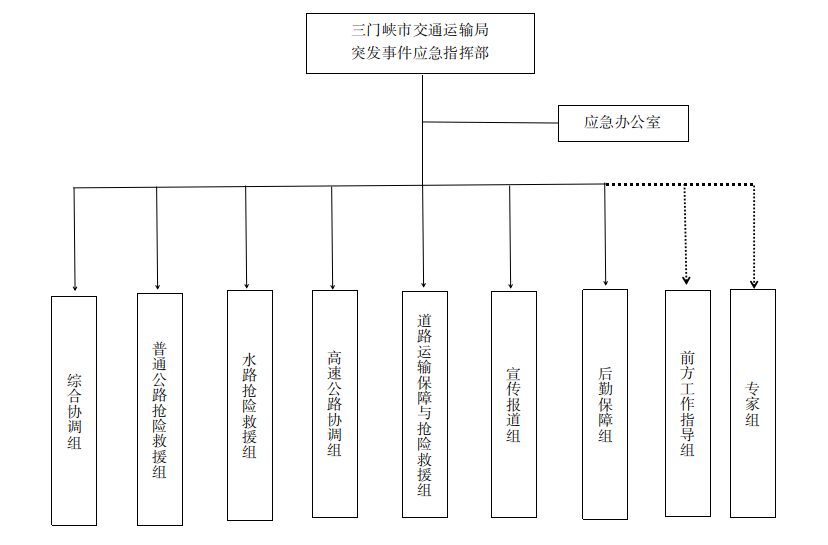 三门峡市交通运输局
突发事件应急指挥部
应急办公室
综合协调组
普通公路抢险救援组
水路抢险救援组
高速公路协调组
道路运输保障与抢险救援组
宣传报道组
后勤保障组
前方工作指导组
专家组